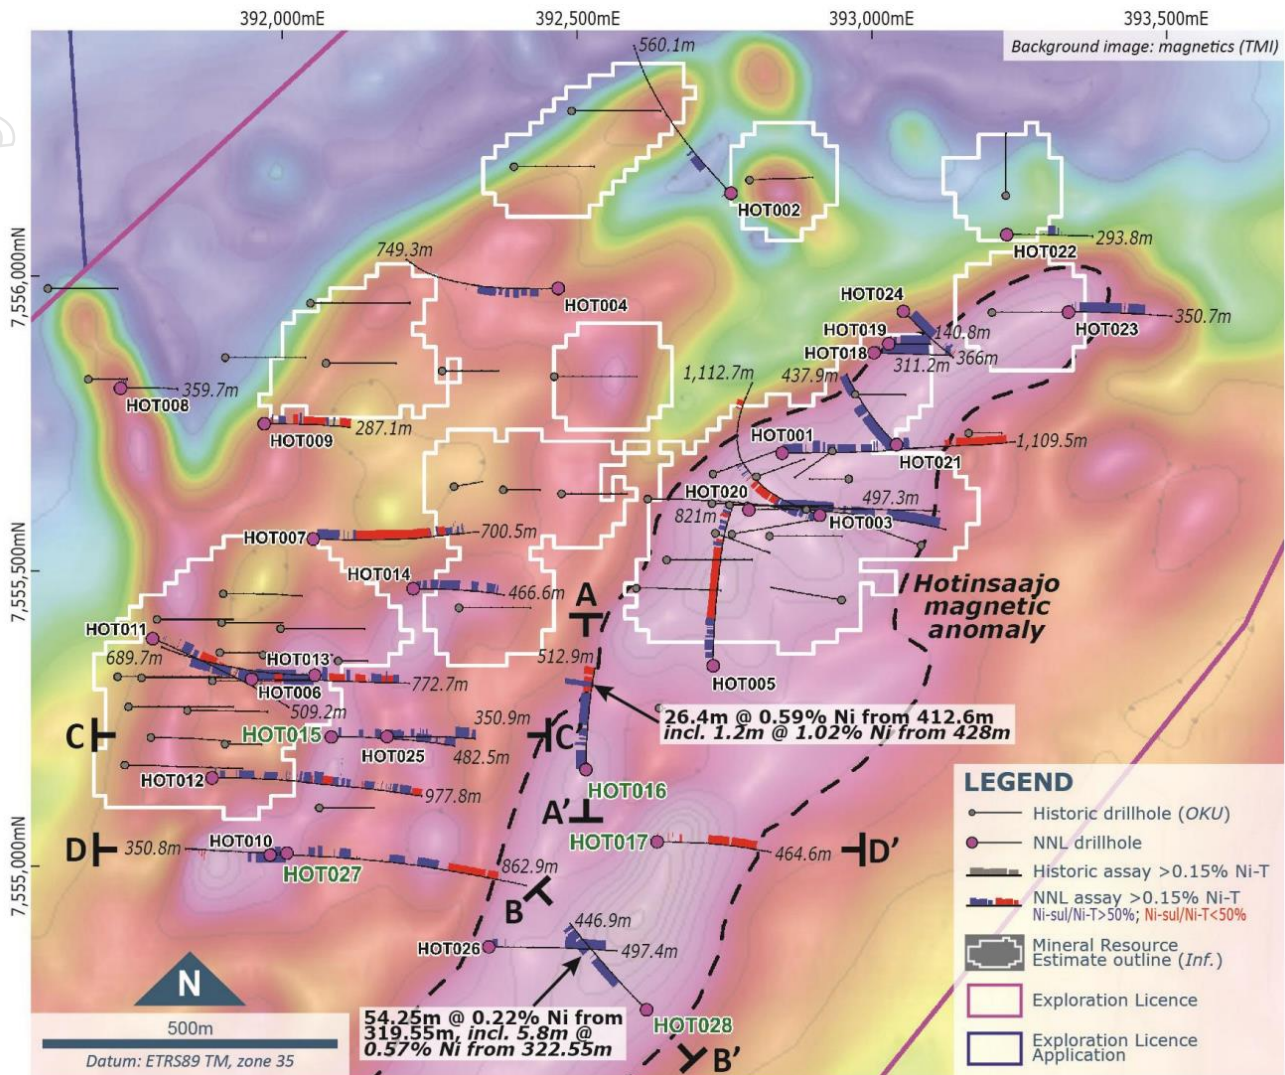 392,000mE
392,500mE
393,000mE
393,500mE
Background image: magnetics (TMI)
560.1m
HOT002
HOT022
293.8m
749.3m
HOT004
HOT024
HOT019
HOT018
140.8m
366m
311.2m
HOT023
350.7m
7,556,000mN
HOT008
359.7m
1,112.7m
437.9m
HOT009
287.1m
HOT001
HOT021
1,109.5m
HOT020
821m
497.3m
HOT003
HOT007
700.5m
7,555,500mN
HOT014
466.6m
A
Hotinsaajo
magnetic
anomaly
HOT011
689.7m
HOT013
HOT006
772.7m
509.2m
512.9m
HOT005
26.4m @ 0.59% Ni from 412.6m
incl. 1.2m @ 1.02% Ni from 428m
C
HOT015
HOT025
350.9m
482.5m
C'
HOT012
977.8m
HOT016
A'
D
350.8m
HOT010
HOT027
862.9m
HOT017
464.6m
D'
7,555,000mN
B
HOT026
446.9m
497.4m
HOT028
B'
54.25m @ 0.22% Ni from
319.55m, incl. 5.8m @
0.57% Ni from 322.55m
N
500m
Datum: ETRS89 TM, zone 35
LEGEND
Historic drillhole (OKU)
NNL drillhole
Historic assay >0.15% Ni-T
NNL assay >0.15% Ni-T
Ni-sul/Ni-T>50%; Ni-sul/Ni-T<50%
Mineral Resource
Estimate outline (Inf.)
Exploration Licence
Exploration Licence
Application